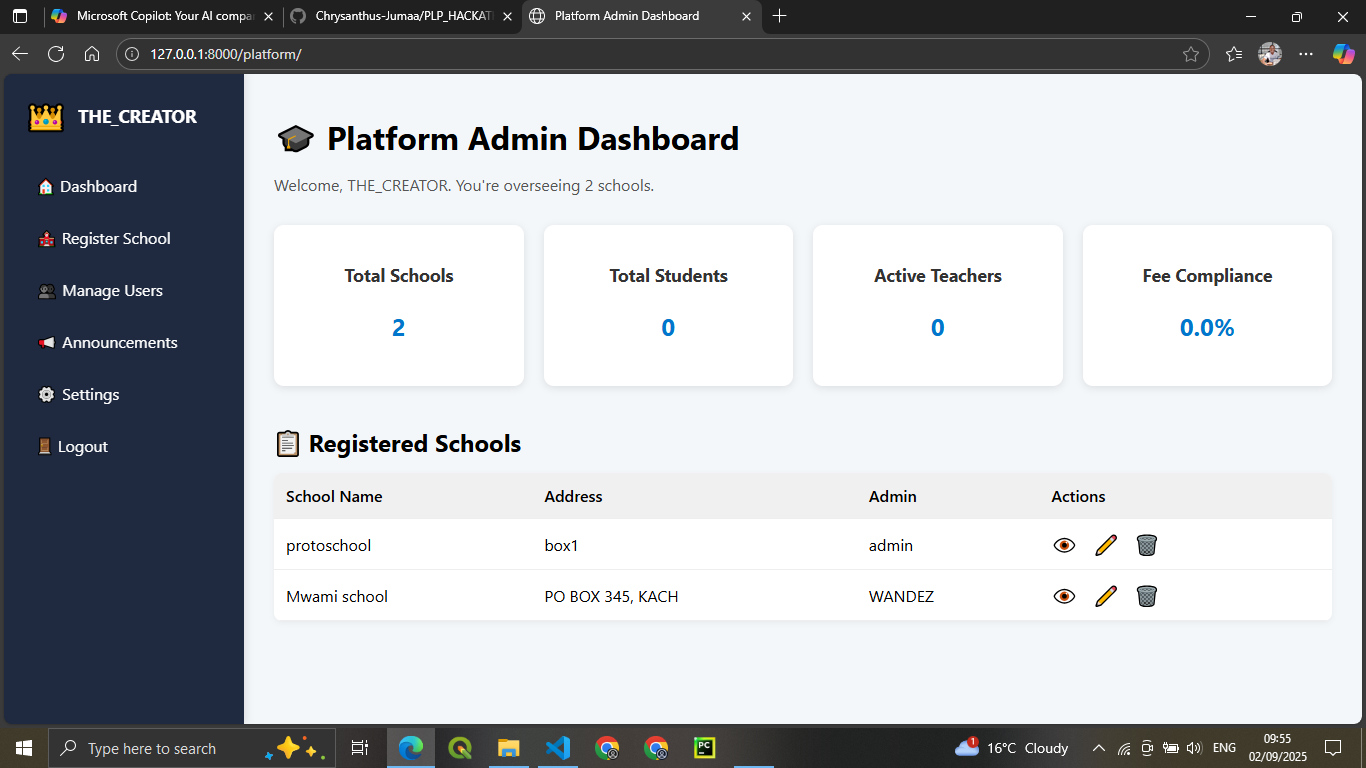 Microsoft Copilot: Your AI compa
Chrysanthus-Jumaa/PLP_HACKAT
Platform Admin Dashboard
127.0.0.1:8000/platform/
THE_CREATOR
Dashboard
Register School
Manage Users
Announcements
Settings
Logout
Platform Admin Dashboard
Welcome, THE_CREATOR. You're overseeing 2 schools.
Total Schools
2
Total Students
0
Active Teachers
0
Fee Compliance
0.0%
Registered Schools
School Name Address Admin Actions
protoschool box1 admin
Mwami school PO BOX 345, KACH WANDEZ
Type here to search
PC
1
16°C Cloudy
ENG
09:55
02/09/2025